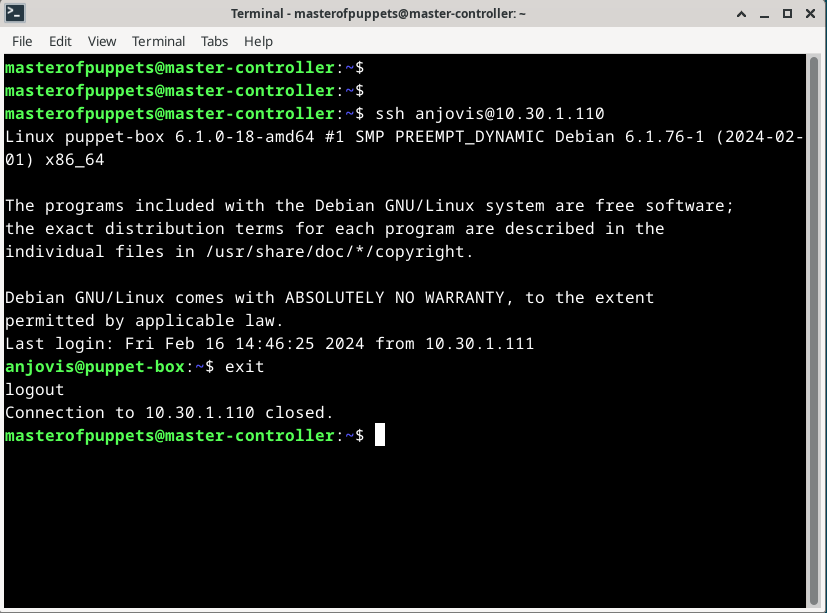 Terminal - masterofpuppets@master-controller: ~
File Edit View Terminal Tabs Help
masterofpuppets@master-controller:~$
masterofpuppets@master-controller:~$
masterofpuppets@master-controller:~$ ssh anjovis@10.30.1.110
Linux puppet-box 6.1.0-18-amd64 #1 SMP PREEMPT_DYNAMIC Debian 6.1.76-1 (2024-02-
01) x86_64
The programs included with the Debian GNU/Linux system are free software;
the exact distribution terms for each program are described in the
individual files in /usr/share/doc/*/copyright.
Debian GNU/Linux comes with ABSOLUTELY NO WARRANTY, to the extent
permitted by applicable law.
Last login: Fri Feb 16 14:46:25 2024 from 10.30.1.111
anjovis@puppet-box:~$ exit
logout
Connection to 10.30.1.110 closed.
masterofpuppets@master-controller:~$